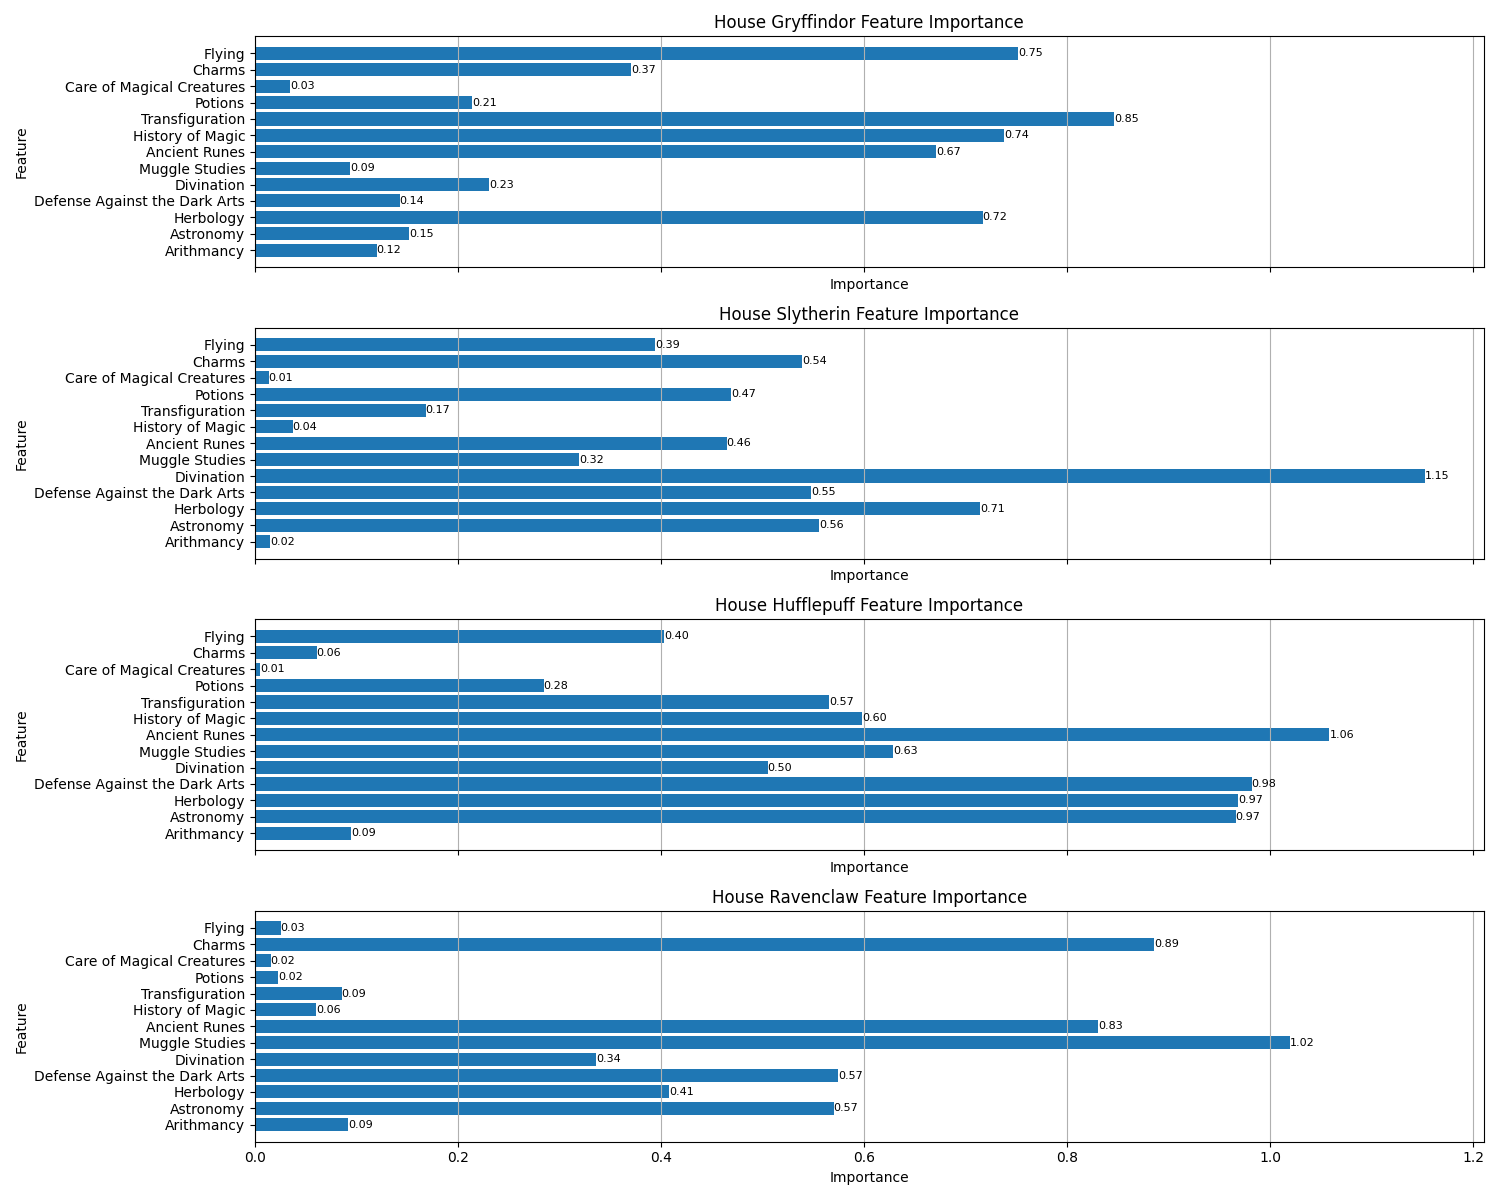 House Gryffindor Feature Importance
Feature
Flying 0.75
Charms 0.37
Care of Magical Creatures 0.03
Potions 0.21
Transfiguration 0.85
History of Magic 0.74
Ancient Runes 0.67
Muggle Studies 0.09
Divination 0.23
Defense Against the Dark Arts 0.14
Herbology 0.72
Astronomy 0.15
Arithmancy 0.12
Importance
House Slytherin Feature Importance
Feature
Flying 0.39
Charms 0.54
Care of Magical Creatures 0.01
Potions 0.47
Transfiguration 0.17
History of Magic 0.04
Ancient Runes 0.46
Muggle Studies 0.32
Divination 1.15
Defense Against the Dark Arts 0.55
Herbology 0.71
Astronomy 0.56
Arithmancy 0.02
Importance
House Hufflepuff Feature Importance
Feature
Flying 0.40
Charms 0.06
Care of Magical Creatures 0.01
Potions 0.28
Transfiguration 0.57
History of Magic 0.60
Ancient Runes 1.06
Muggle Studies 0.63
Divination 0.50
Defense Against the Dark Arts 0.98
Herbology 0.97
Astronomy 0.97
Arithmancy 0.09
Importance
House Ravenclaw Feature Importance
Feature
Flying 0.03
Charms 0.89
Care of Magical Creatures 0.02
Potions 0.02
Transfiguration 0.09
History of Magic 0.06
Ancient Runes 0.83
Muggle Studies 1.02
Divination 0.34
Defense Against the Dark Arts 0.57
Herbology 0.41
Astronomy 0.57
Arithmancy 0.09
0.0 0.2 0.4 0.6 0.8 1.0 1.2
Importance